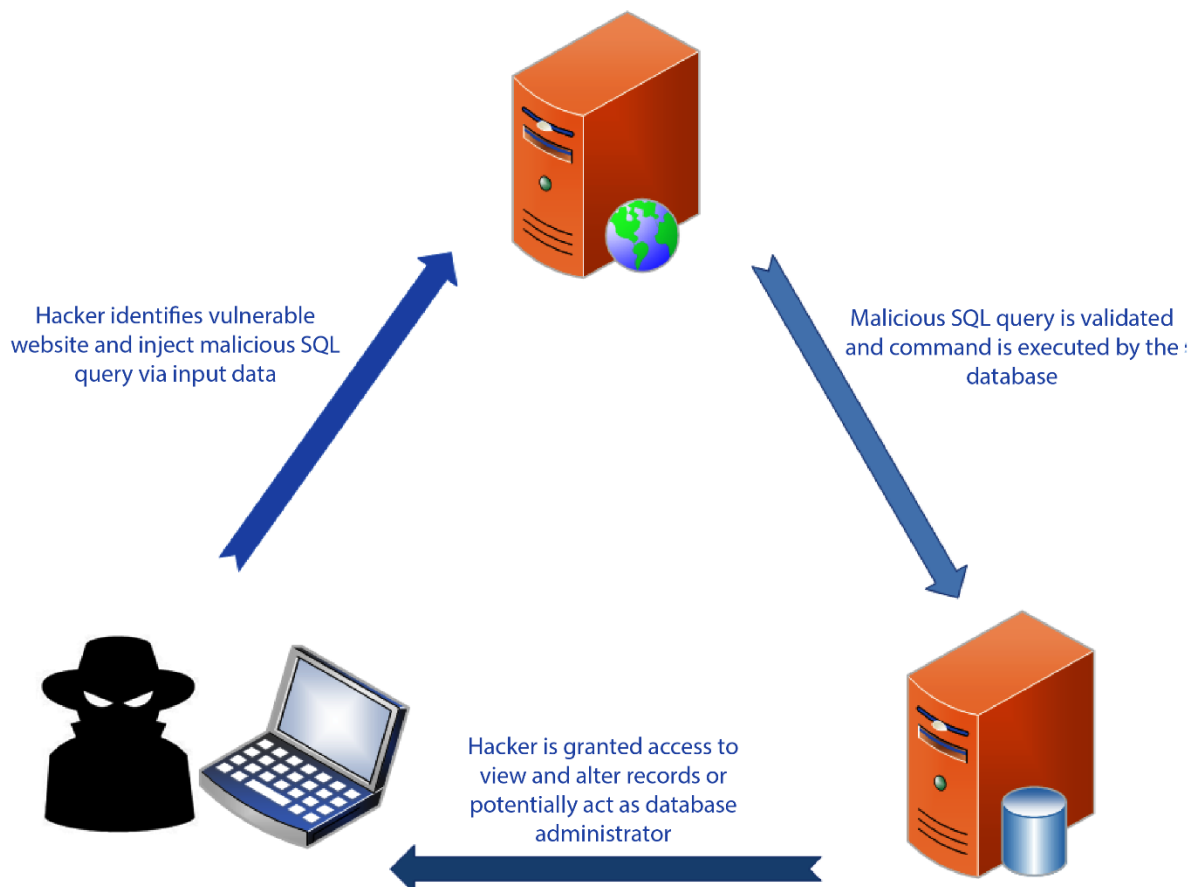 Hacker identifies vulnerable
website and inject malicious SQL
query via input data
Malicious SQL query is validated
and command is executed by the
database
Hacker is granted access to
view and alter records or
potentially act as database
administrator